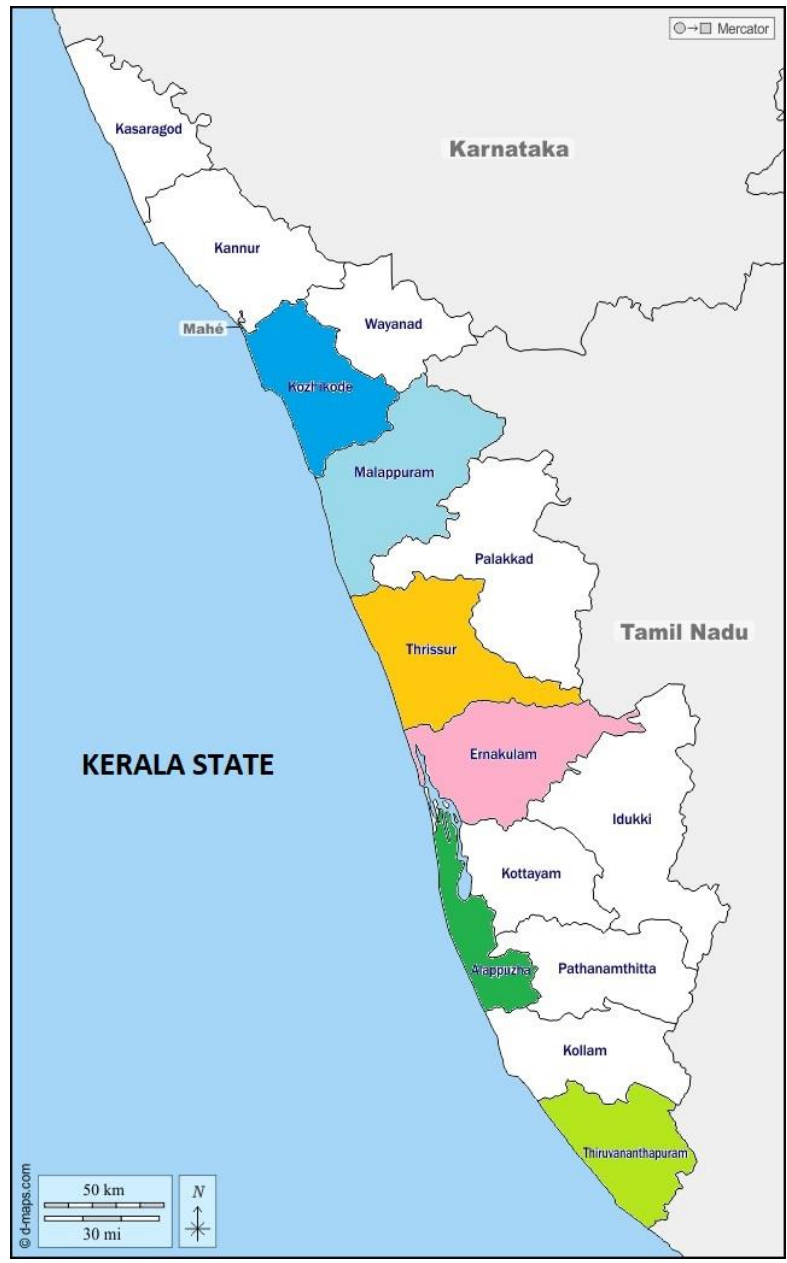 Mercator
Kasaragod
Karnataka
Kannur
Wayanad
Mahé
Kozhikode
Malappuram
Palakkad
Tamil Nadu
Thrissur
Ernakulam
KERALA STATE
Idukki
Kottayam
Pathanamthitta
Alappuzha
Kollam
Thiruvananthapuram
50 km
30 mi
N
© d-maps.com